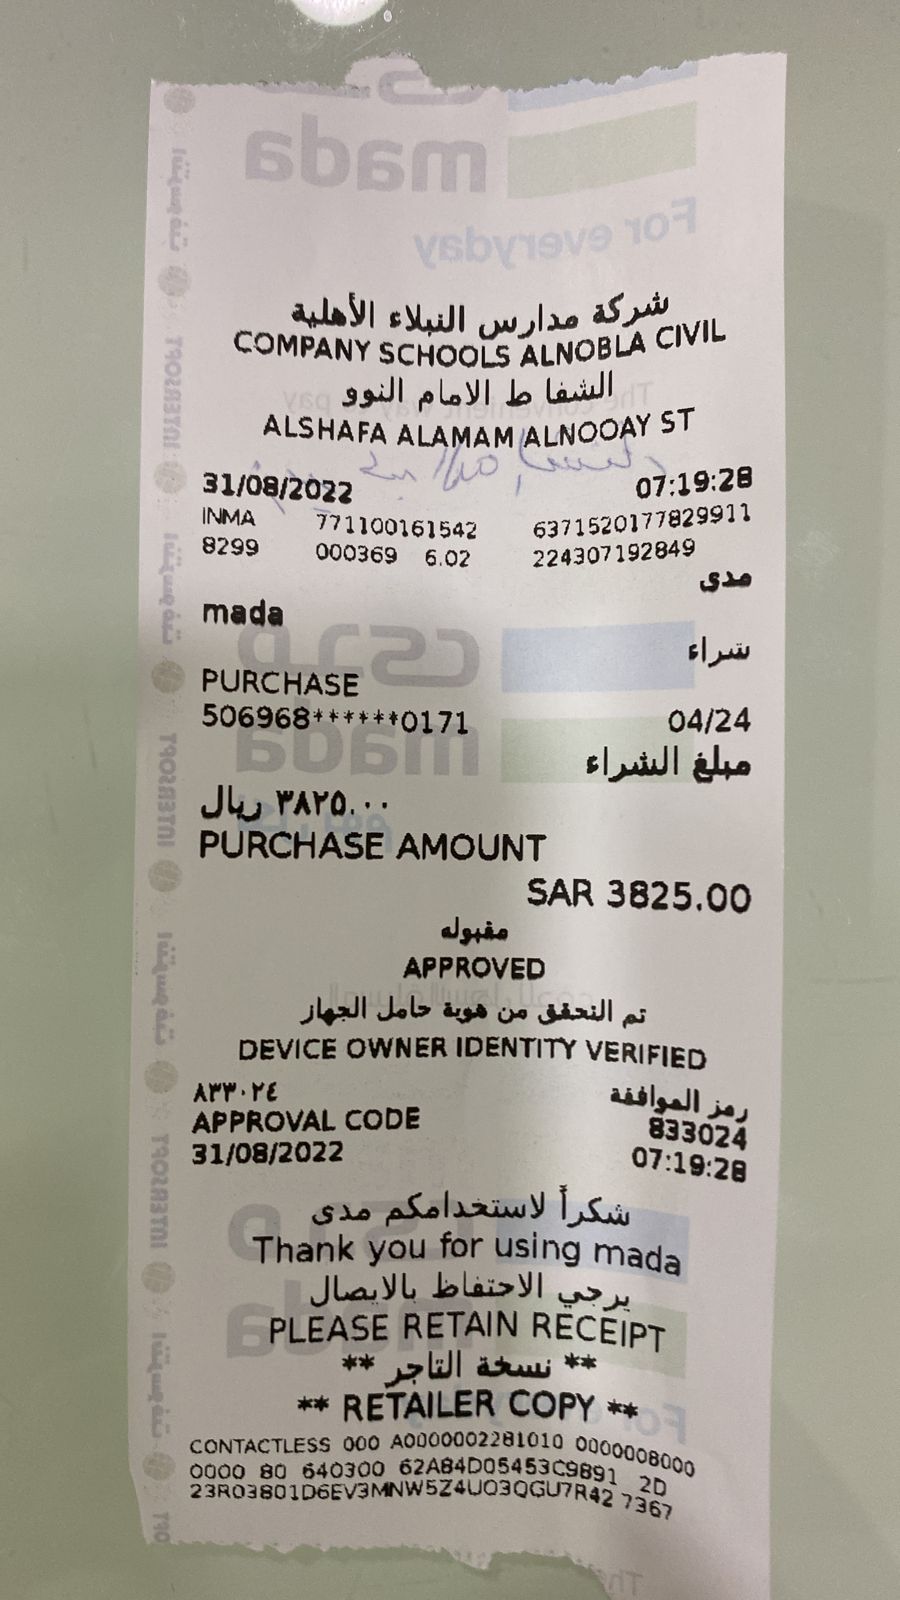 شركة مدارس النبلاء الأهلية
COMPANY SCHOOLS ALNOBLA CIVIL
الشفا ط الامام النوو
ALSHAFA ALAMAM ALNOOAY ST
31/08/2022 07:19:28
INMA 771100161542 6371520177829911
8299 000369 6.02 224307192849
مدى
mada
شراء
PURCHASE
506968******0171 04/24
مبلغ الشراء
٣٨٢٥.٠٠ ريال
PURCHASE AMOUNT
SAR 3825.00
مقبوله
APPROVED
تم التحقق من هوية حامل الجهاز
DEVICE OWNER IDENTITY VERIFIED
٨٣٣٠٢٤ رمز الموافقة
APPROVAL CODE 833024
31/08/2022 07:19:28
شكراً لاستخدامكم مدى
Thank you for using mada
يرجي الاحتفاظ بالايصال
PLEASE RETAIN RECEIPT
** نسخة التاجر **
** RETAILER COPY **
CONTACTLESS 000 A0000002281010 0000008000
0000 80 640300 62A84D05453C9891 2D
23R03801D6EV3MNW5Z4UO3QGU7R42 7367